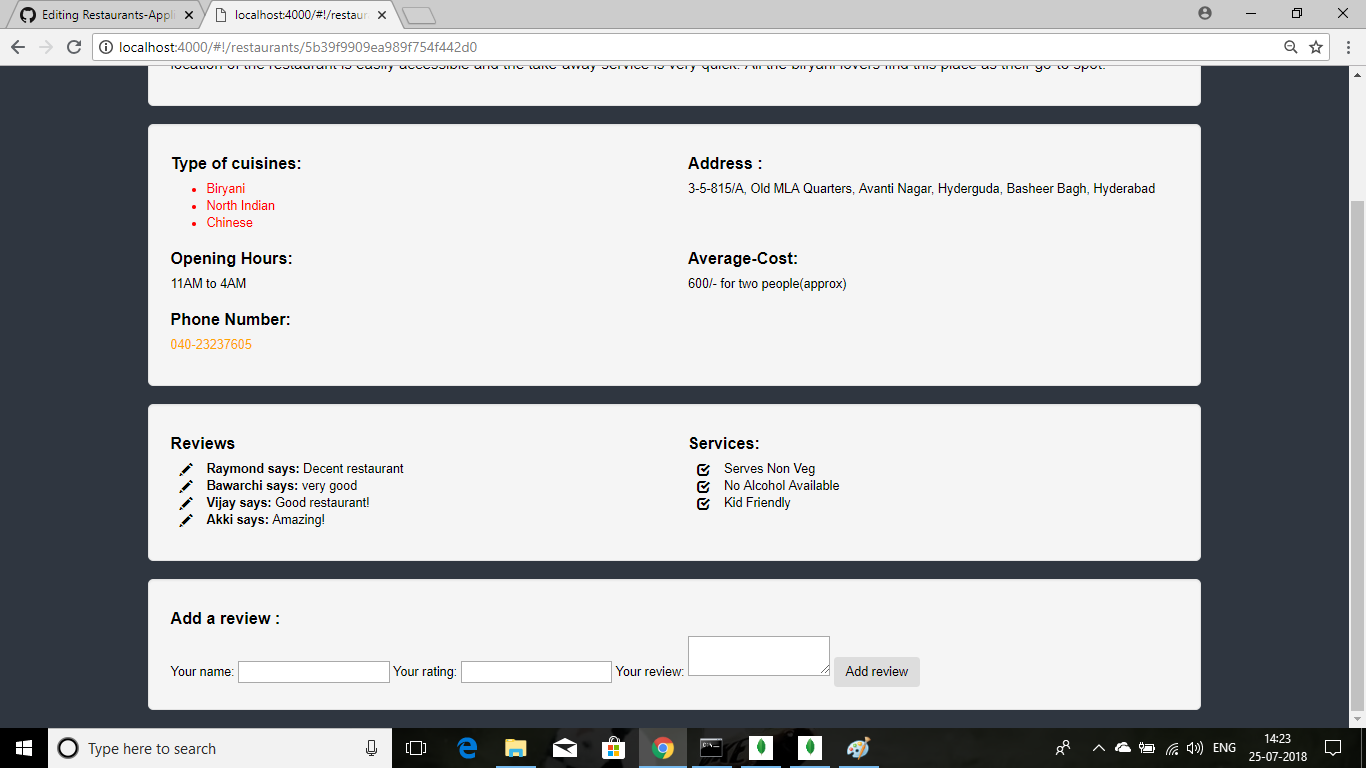 Editing Restaurants-Appli
localhost:4000/#!/restaur
localhost:4000/#!/restaurants/5b39f9909ea989f754f442d0
location of the restaurant is easily accessible and the take-away service is very quick. All the biryani lovers find this place as their go to spot.
Type of cuisines:
Biryani
North Indian
Chinese
Address :
3-5-815/A, Old MLA Quarters, Avanti Nagar, Hyderguda, Basheer Bagh, Hyderabad
Opening Hours:
11AM to 4AM
Average-Cost:
600/- for two people(approx)
Phone Number:
040-23237605
Reviews
Raymond says: Decent restaurant
Bawarchi says: very good
Vijay says: Good restaurant!
Akki says: Amazing!
Services:
Serves Non Veg
No Alcohol Available
Kid Friendly
Add a review :
Your name: Your rating: Your review: Add review
Type here to search
ENG
14:23
25-07-2018